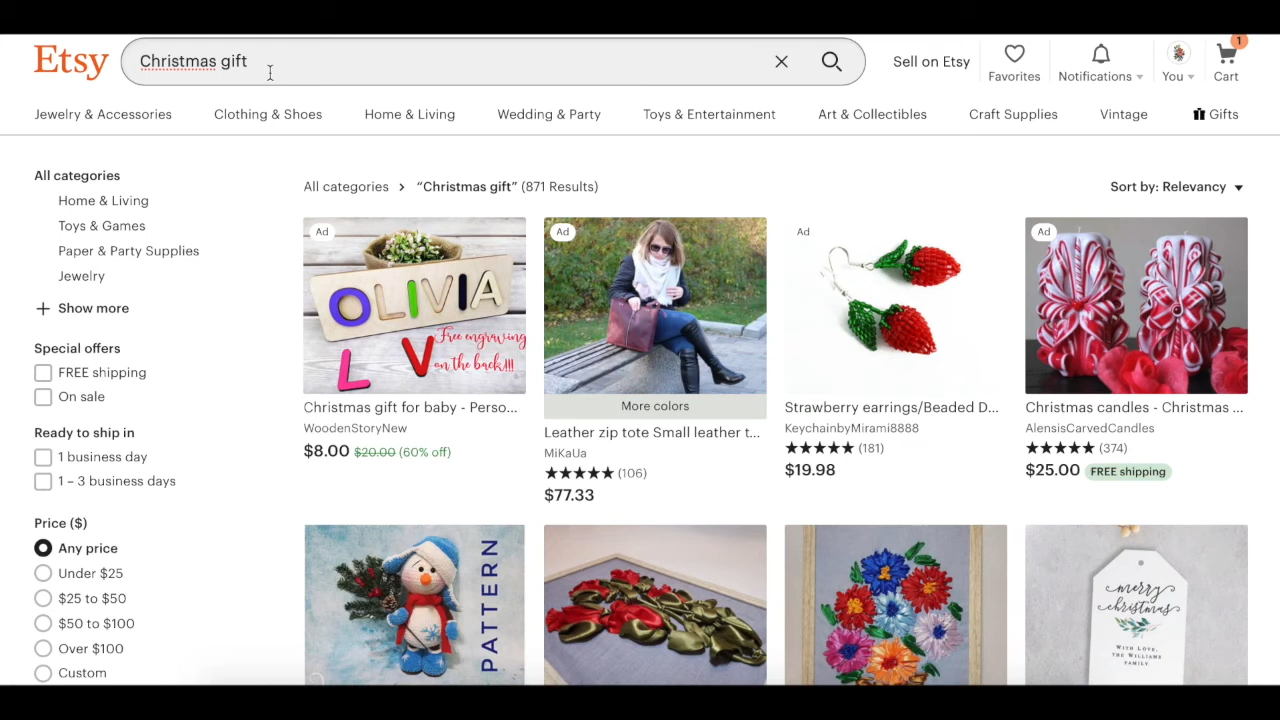 Etsy
Christmas gift
Sell on Etsy
Favorites
Notifications
You
1
Cart
Jewelry & Accessories
Clothing & Shoes
Home & Living
Wedding & Party
Toys & Entertainment
Art & Collectibles
Craft Supplies
Vintage
Gifts
All categories
Home & Living
Toys & Games
Paper & Party Supplies
Jewelry
Show more
Special offers
FREE shipping
On sale
Ready to ship in
1 business day
1 – 3 business days
Price ($)
Any price
Under $25
$25 to $50
$50 to $100
Over $100
Custom
All categories > “Christmas gift” (871 Results)
Sort by: Relevancy
Ad
OLIVIA
L V
Free engraving
on the back!!!
Christmas gift for baby - Perso...
WoodenStoryNew
$8.00 $20.00 (60% off)
Ad
More colors
Leather zip tote Small leather t...
MiKaUa
(106)
$77.33
Ad
Strawberry earrings/Beaded D...
KeychainbyMirami8888
(181)
$19.98
Ad
Christmas candles - Christmas ...
AlensisCarvedCandles
(374)
$25.00 FREE shipping
PATTERN
merry
christmas
WITH LOVE,
THE WILLIAMS
FAMILY